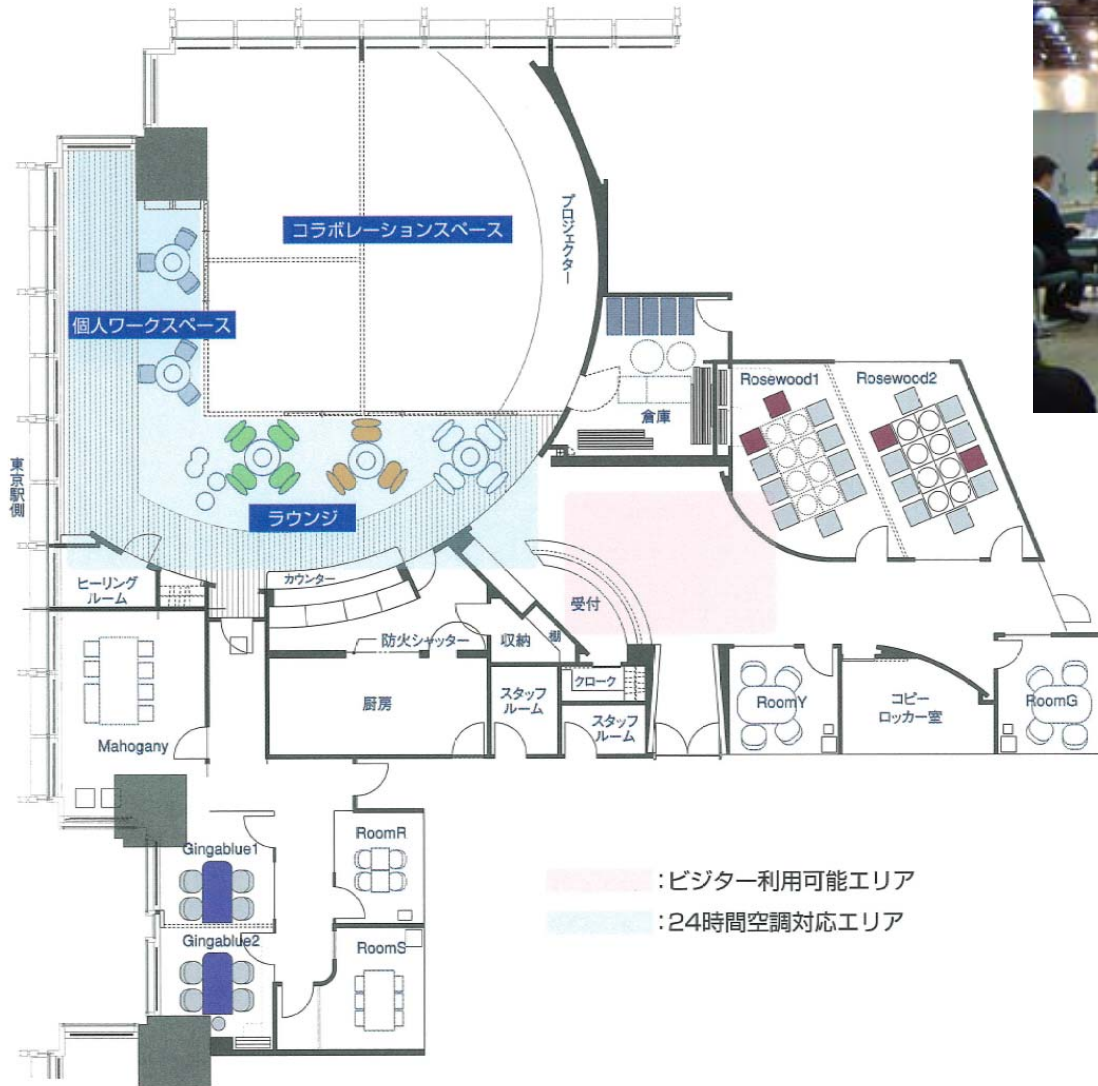 コラボレーションスペース
プロジェクター
個人ワークスペース
Rosewood1
Rosewood2
倉庫
東京駅側
ラウンジ
ヒーリング
ルーム
カウンター
受付
防火シャッター
収納
棚
クローク
厨房
スタッフ
ルーム
スタッフ
ルーム
RoomY
コピー
ロッカー室
RoomG
Mahogany
Gingablue1
RoomR
:ビジター利用可能エリア
:24時間空調対応エリア
Gingablue2
RoomS